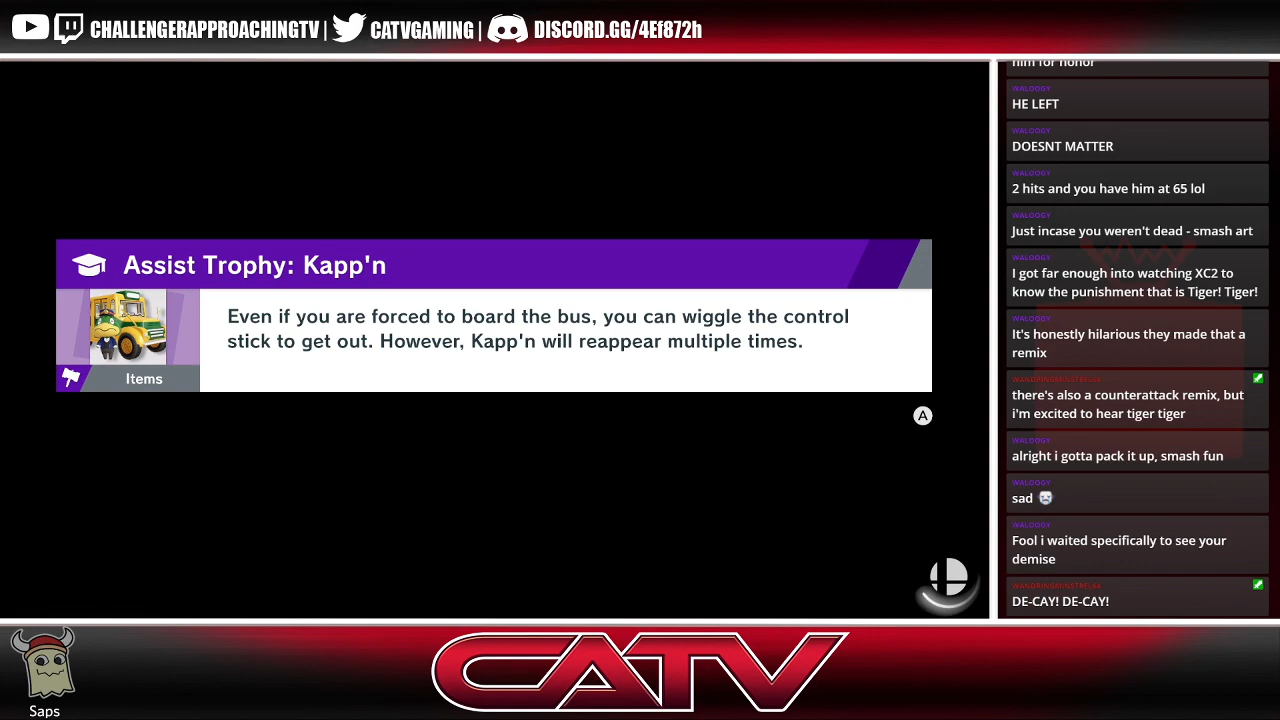 CHALLENGERAPPROACHINGTV | CATVGAMING | DISCORD.GG/4Ef872h
Assist Trophy: Kapp'n
Even if you are forced to board the bus, you can wiggle the control
stick to get out. However, Kapp'n will reappear multiple times.
Items
A
him for honor
WALOOGY
HE LEFT
WALOOGY
DOESNT MATTER
WALOOGY
2 hits and you have him at 65 lol
WALOOGY
Just incase you weren't dead - smash art
WALOOGY
I got far enough into watching XC2 to
know the punishment that is Tiger! Tiger!
WALOOGY
It's honestly hilarious they made that a
remix
there's also a counterattack remix, but
i'm excited to hear tiger tiger
WALOOGY
alright i gotta pack it up, smash fun
WALOOGY
sad
WALOOGY
Fool i waited specifically to see your
demise
DE-CAY! DE-CAY!
Saps
CATV